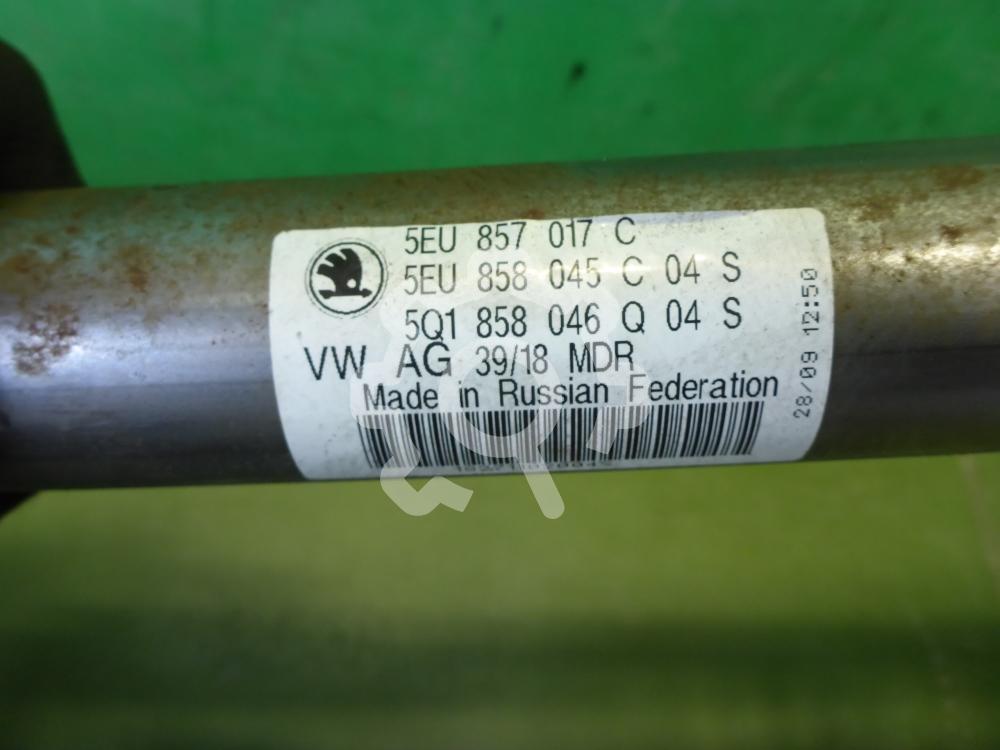 5EU 857 017 C
5EU 858 045 C 04 S
5Q1 858 046 Q 04 S
VW AG 39/18 MDR
Made in Russian Federation
28/09 12:50